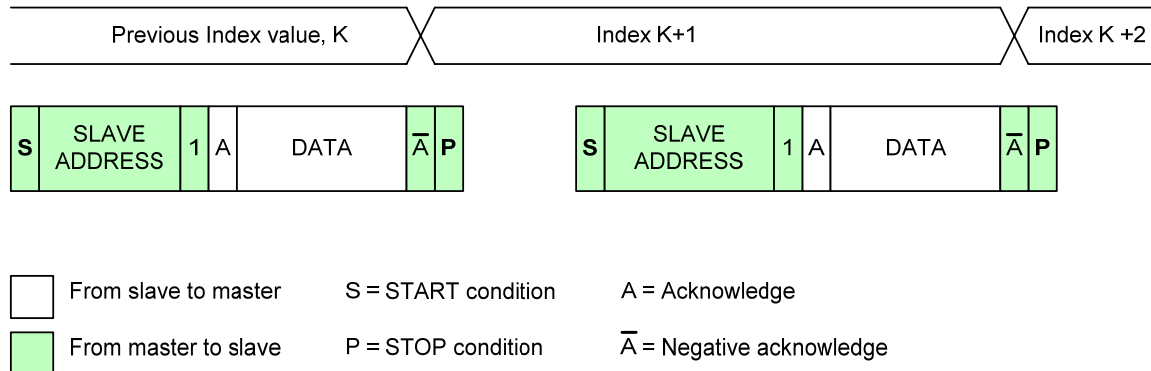 Previous Index value, K Index K+1 Index K +2
S SLAVE ADDRESS 1 A DATA A̅ P S SLAVE ADDRESS 1 A DATA A̅ P
From slave to master S = START condition A = Acknowledge
From master to slave P = STOP condition A̅ = Negative acknowledge